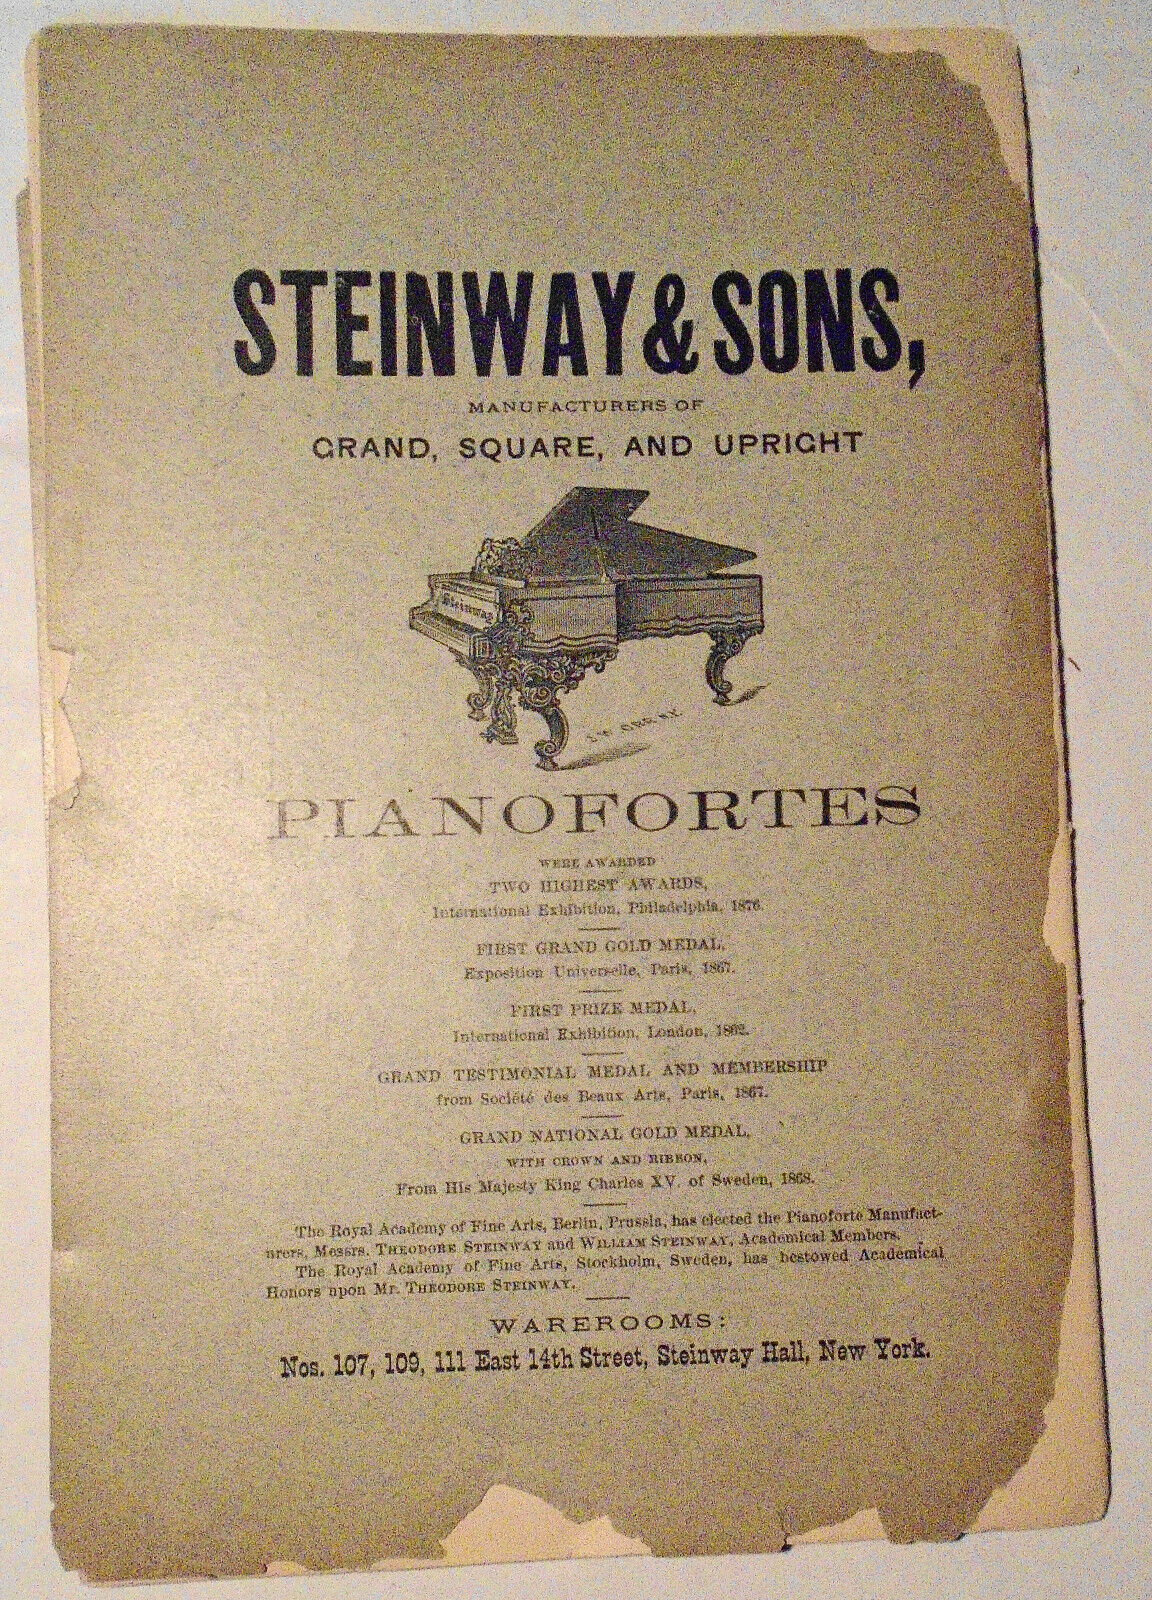 STEINWAY & SONS,
MANUFACTURERS OF
GRAND, SQUARE, AND UPRIGHT
Steinway
PIANOFORTES
WERE AWARDED
TWO HIGHEST AWARDS,
International Exhibition, Philadelphia, 1876.
FIRST GRAND GOLD MEDAL,
Exposition Universelle, Paris, 1867.
FIRST PRIZE MEDAL,
International Exhibition, London, 1862.
GRAND TESTIMONIAL MEDAL AND MEMBERSHIP
from Société des Beaux Arts, Paris, 1867.
GRAND NATIONAL GOLD MEDAL,
WITH CROWN AND RIBBON,
From His Majesty King Charles XV. of Sweden, 1868.
The Royal Academy of Fine Arts, Berlin, Prussia, has elected the Pianoforte Manufact-
urers, Messrs. THEODORE STEINWAY and WILLIAM STEINWAY, Academical Members.
The Royal Academy of Fine Arts, Stockholm, Sweden, has bestowed Academical
Honors upon Mr. THEODORE STEINWAY.
WAREROOMS:
Nos. 107, 109, 111 East 14th Street, Steinway Hall, New York.